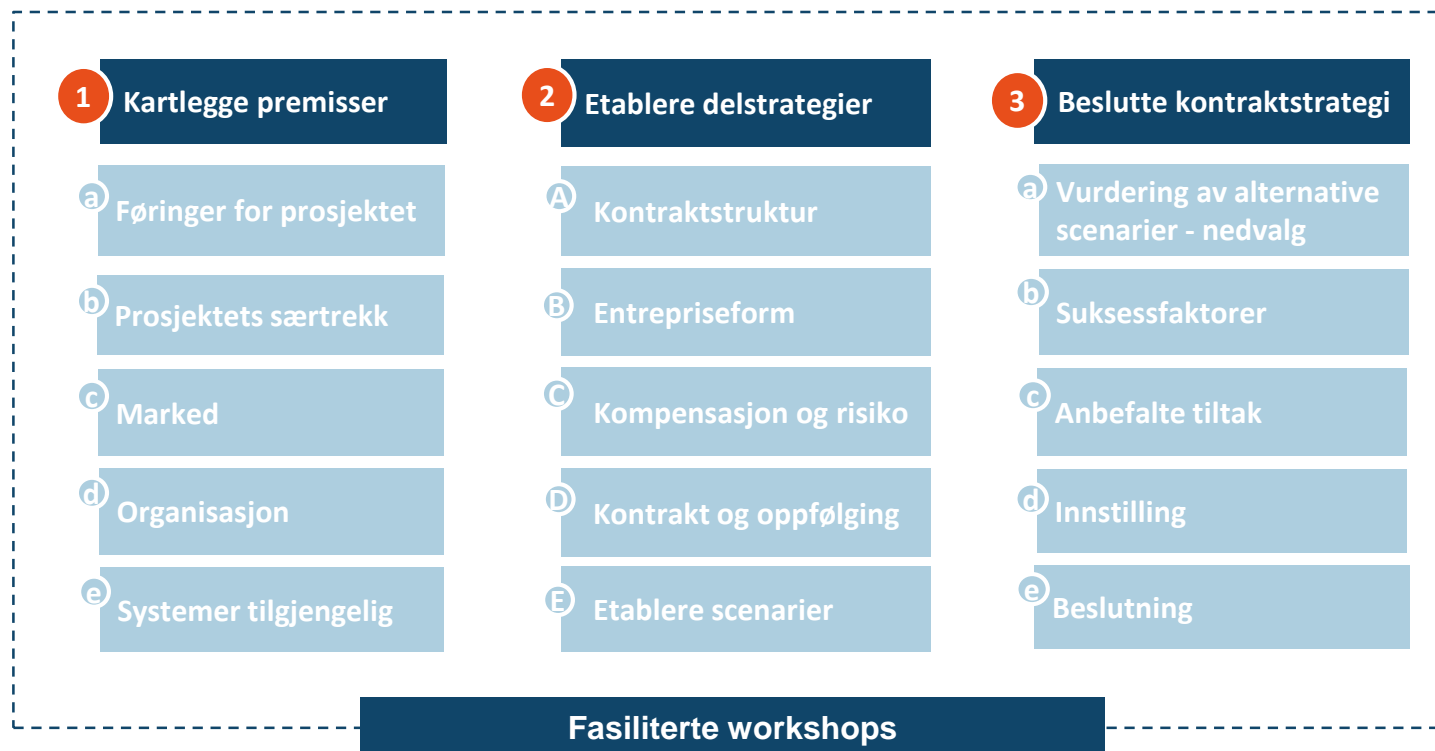 1
Kartlegge premisser
a
Føringer for prosjektet
b
Prosjektets særtrekk
c
Marked
d
Organisasjon
e
Systemer tilgjengelig
2
Etablere delstrategier
A
Kontraktstruktur
B
Entrepriseform
C
Kompensasjon og risiko
D
Kontrakt og oppfølging
E
Etablere scenarier
3
Beslutte kontraktstrategi
a
Vurdering av alternative
scenarier - nedvalg
b
Suksessfaktorer
c
Anbefalte tiltak
d
Innstilling
e
Beslutning
Fasiliterte workshops